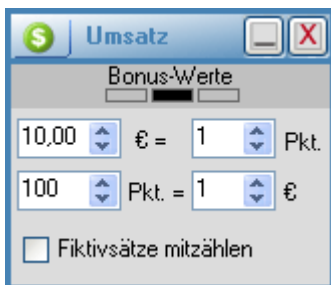 Umsatz
Bonus-Werte
10,00 € = 1 Pkt.
100 Pkt. = 1 €
Fiktivsätze mitzählen